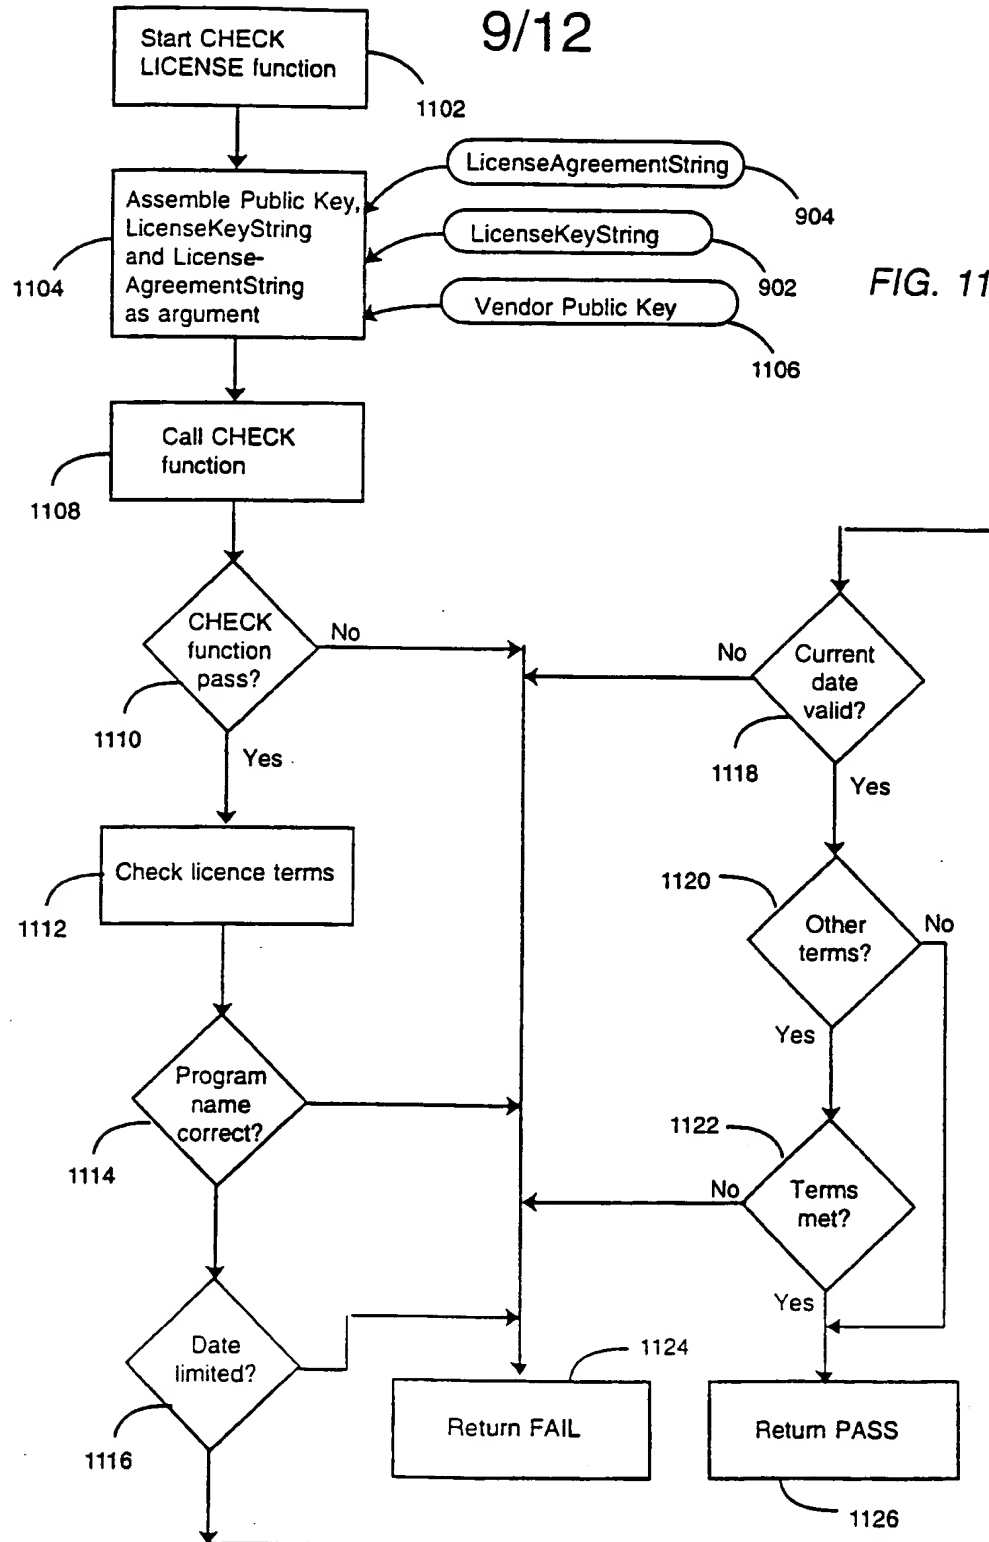 9/12
Start CHECK
LICENSE function
1102
LicenseAgreementString
904
Assemble Public Key,
LicenseKeyString
and License-
AgreementString
as argument
1104
LicenseKeyString
902
FIG. 11
Vendor Public Key
1106
Call CHECK
function
1108
CHECK
function
pass?
No
1110
Yes
Check licence terms
1112
Program
name
correct?
1114
Date
limited?
1116
Current
date
valid?
No
1118
Yes
1120
Other
terms?
No
Yes
1122
Terms
met?
No
Yes
1124
Return FAIL
Return PASS
1126